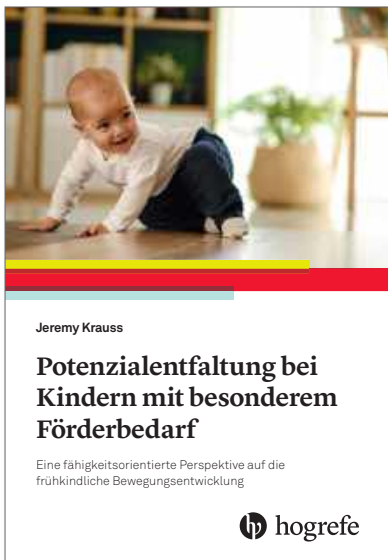 Jeremy Krauss
Potenzialentfaltung bei
Kindern mit besonderem
Förderbedarf
Eine fähigkeitsorientierte Perspektive auf die
frühkindliche Bewegungsentwicklung
hogrefe